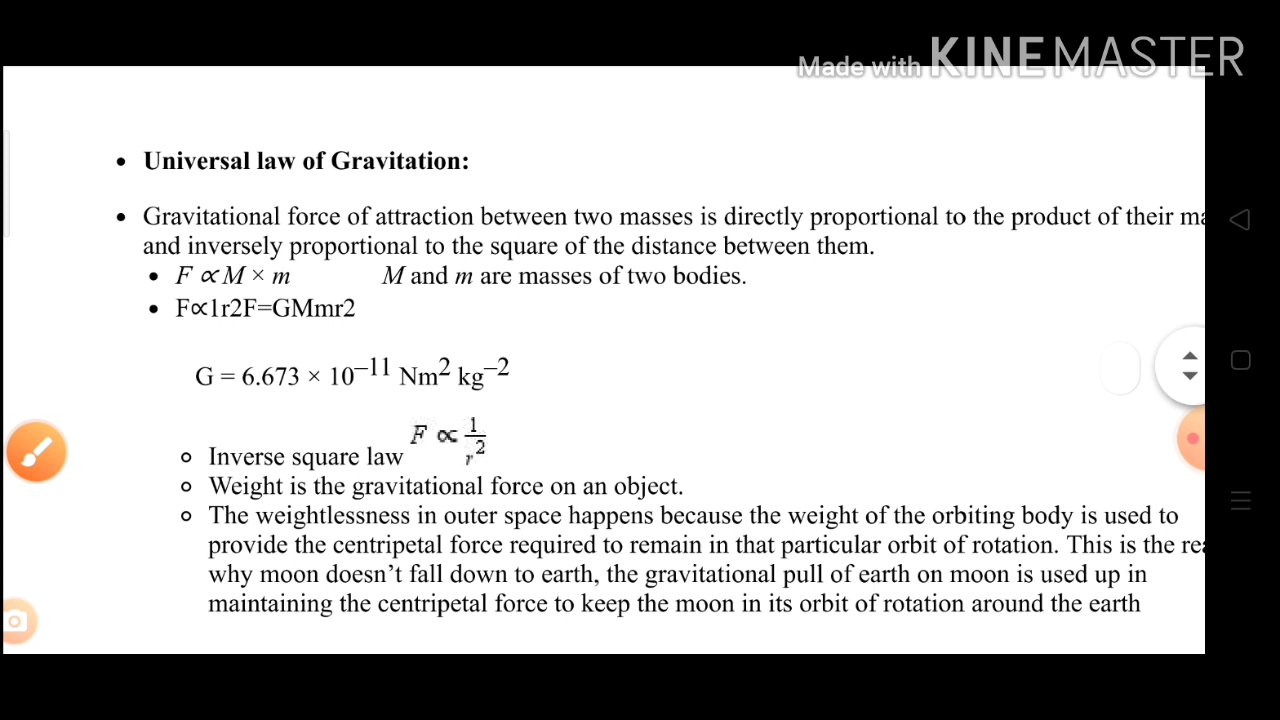 Made with KINEMASTER
• Universal law of Gravitation:
• Gravitational force of attraction between two masses is directly proportional to the product of their
and inversely proportional to the square of the distance between them.
• F ∝ M × m M and m are masses of two bodies.
• F∝1r2F=GMmr2
G = 6.673 × 10⁻¹¹ Nm² kg⁻²
○ Inverse square law F ∝ 1/r²
○ Weight is the gravitational force on an object.
○ The weightlessness in outer space happens because the weight of the orbiting body is used to
provide the centripetal force required to remain in that particular orbit of rotation. This is the
why moon doesn’t fall down to earth, the gravitational pull of earth on moon is used up in
maintaining the centripetal force to keep the moon in its orbit of rotation around the earth